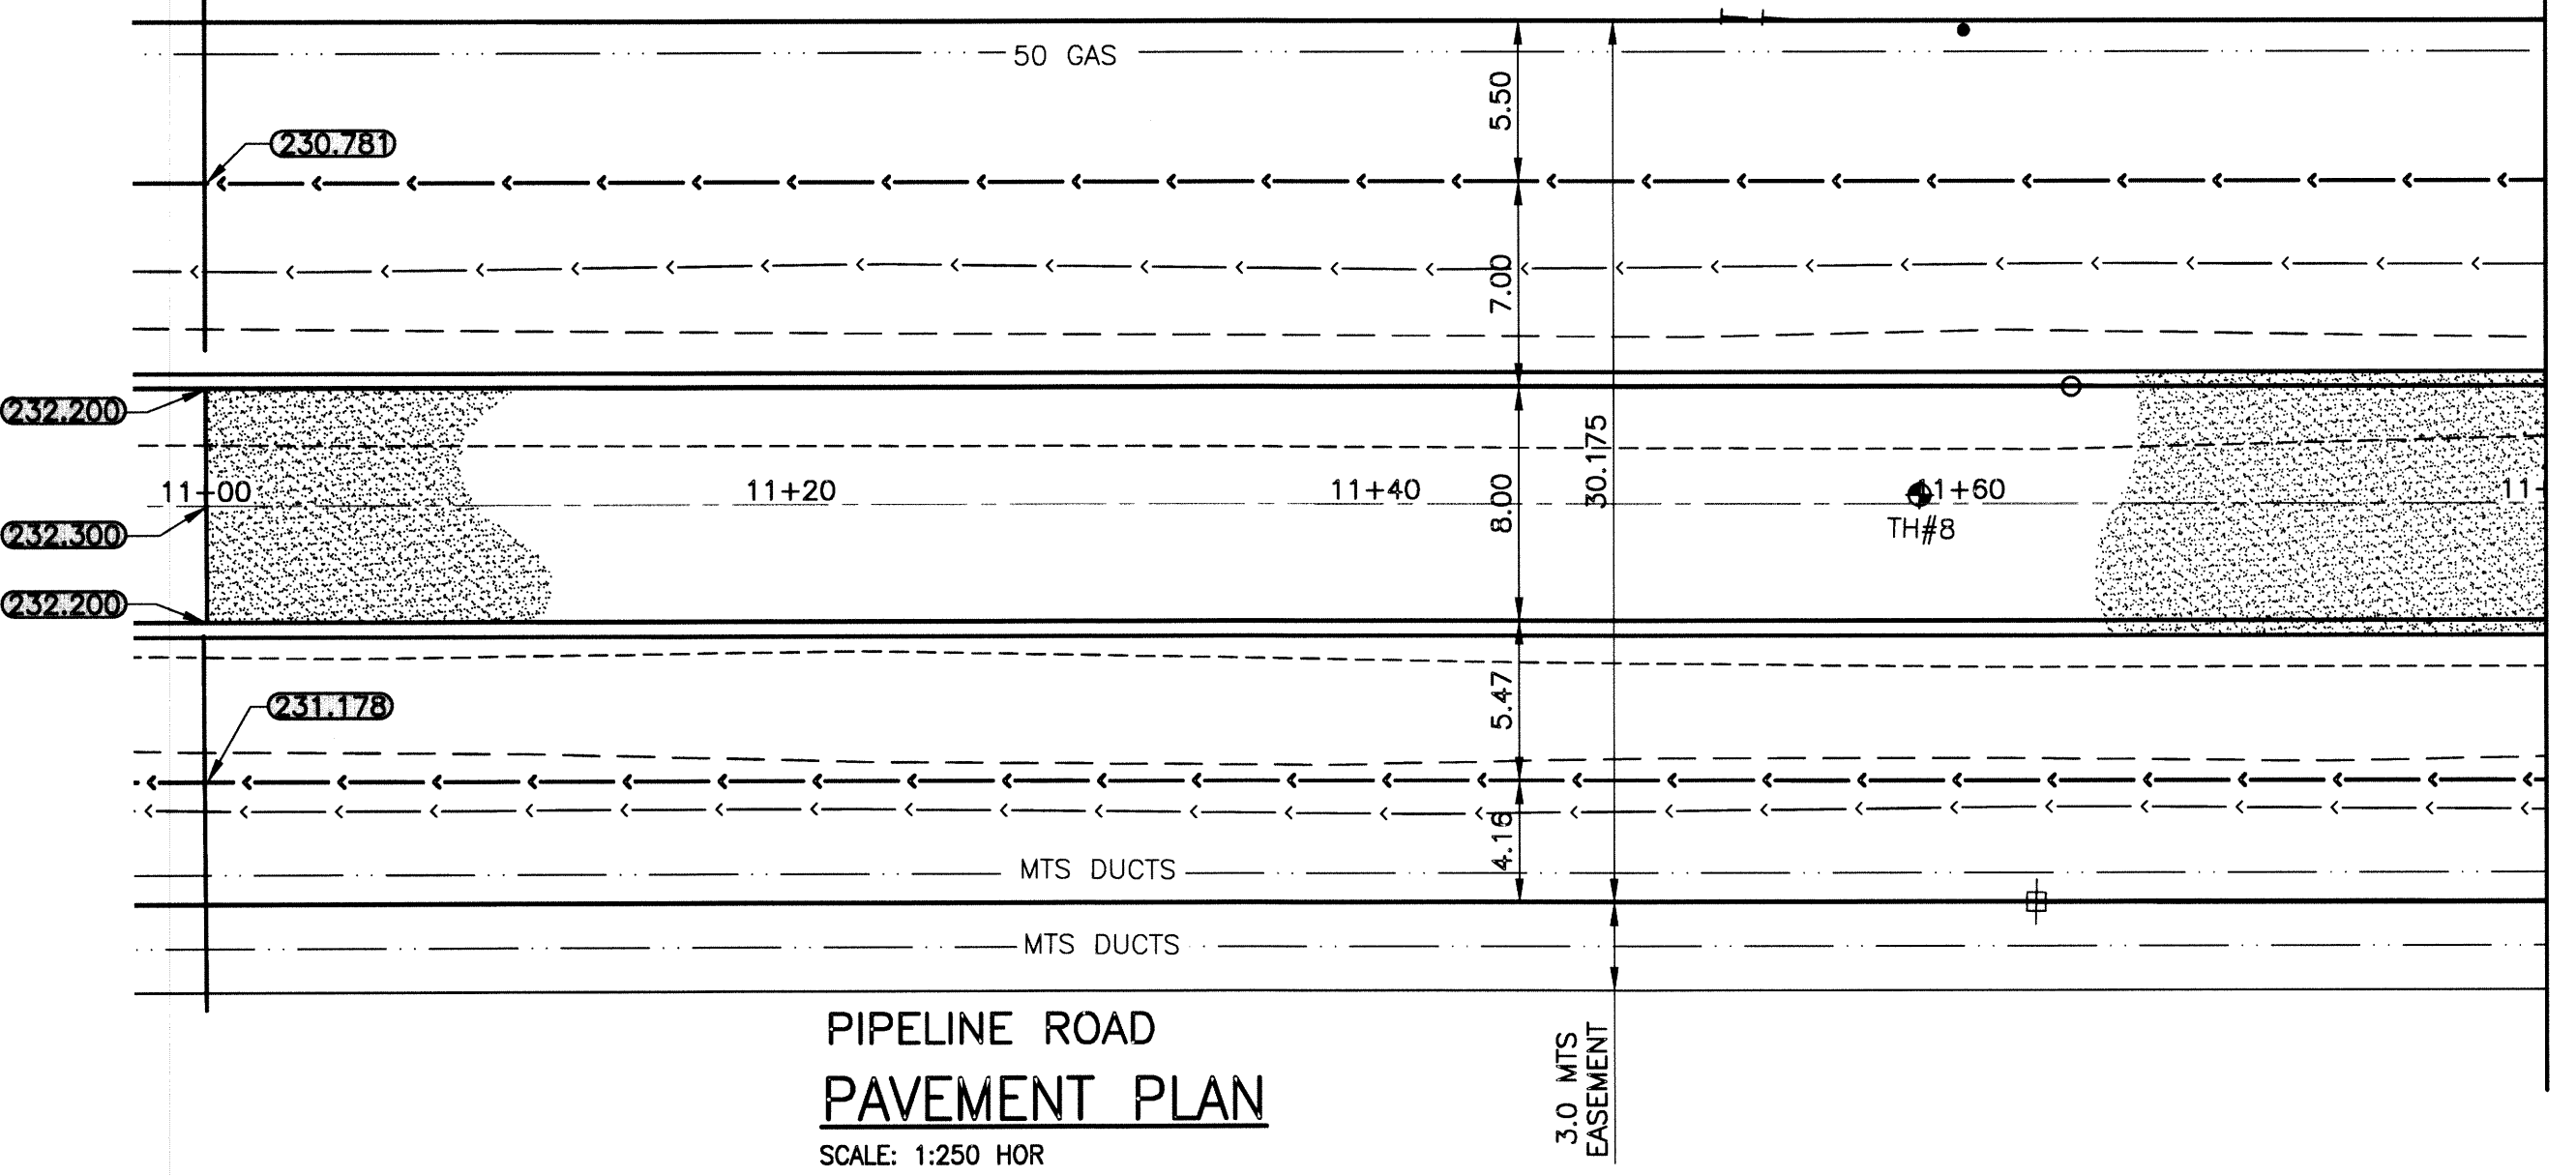 50 GAS
5.50
230.781
7.00
232.200
30.175
11+00
11+20
11+40
8.00
11+60
11+
TH#8
232.300
232.200
5.47
231.178
4.16
MTS DUCTS
MTS DUCTS
PIPELINE ROAD
PAVEMENT PLAN
SCALE: 1:250 HOR
3.0 MTS
EASEMENT